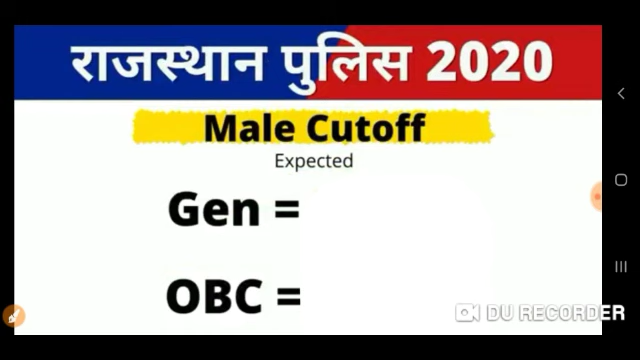 राजस्थान पुलिस 2020
Male Cutoff
Expected
Gen =
OBC =
DU RECORDER